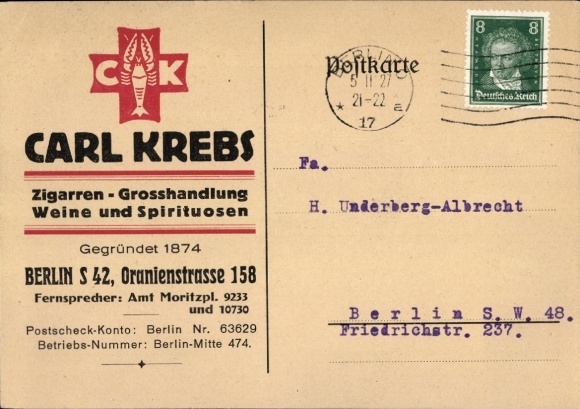 C K
CARL KREBS
Zigarren - Grosshandlung
Weine und Spirituosen
Gegründet 1874
BERLIN S 42, Oranienstrasse 158
Fernsprecher: Amt Moritzpl. 9233
und 10730
Postscheck-Konto: Berlin Nr. 63629
Betriebs-Nummer: Berlin-Mitte 474.
Postkarte
BERLIN
5 11 27
21-22
* a
17
8 8
Deutsches Reich
Fa.
H. Underberg-Albrecht
Berlin S.W. 48.
Friedrichstr. 237.